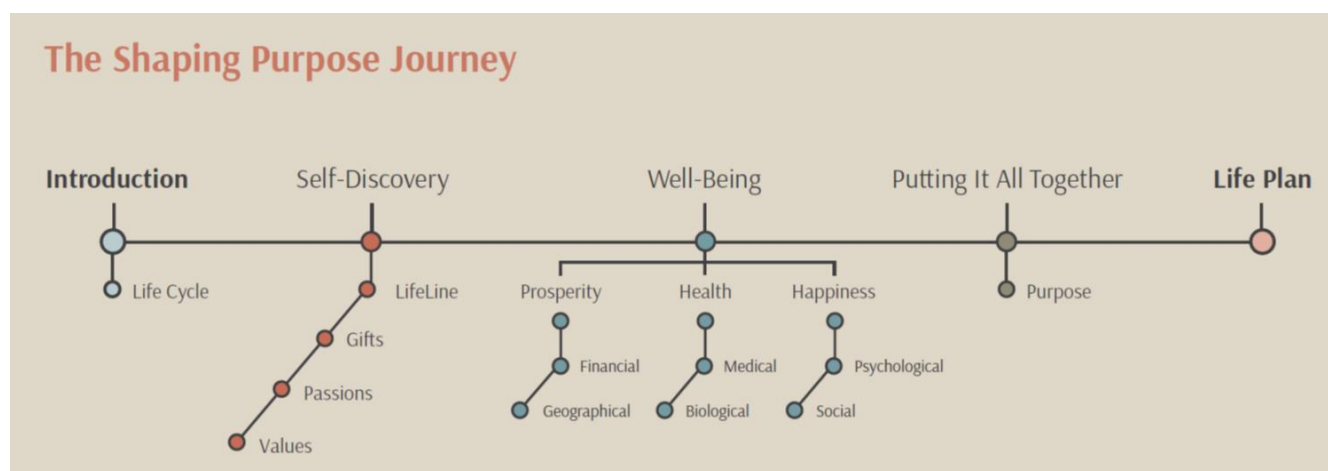 The Shaping Purpose Journey
Introduction
Self-Discovery
Well-Being
Putting It All Together
Life Plan
Life Cycle
LifeLine
Gifts
Passions
Values
Prosperity
Financial
Geographical
Health
Medical
Biological
Happiness
Psychological
Social
Purpose